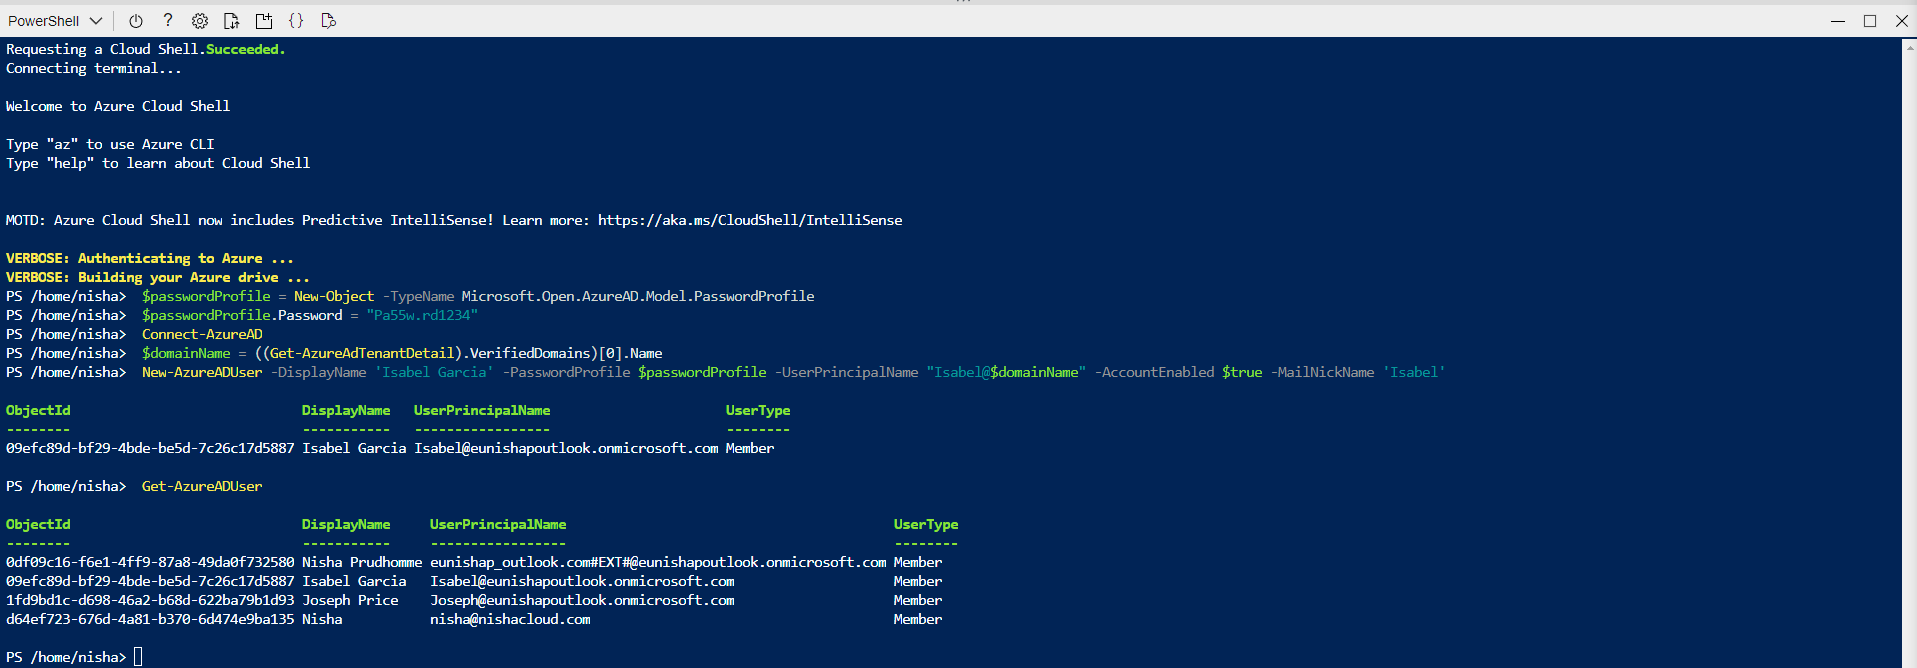 PowerShell
Requesting a Cloud Shell.Succeeded.
Connecting terminal...
Welcome to Azure Cloud Shell
Type "az" to use Azure CLI
Type "help" to learn about Cloud Shell
MOTD: Azure Cloud Shell now includes Predictive IntelliSense! Learn more: https://aka.ms/CloudShell/IntelliSense
VERBOSE: Authenticating to Azure ...
VERBOSE: Building your Azure drive ...
PS /home/nisha> $passwordProfile = New-Object -TypeName Microsoft.Open.AzureAD.Model.PasswordProfile
PS /home/nisha> $passwordProfile.Password = "Pa55w.rd1234"
PS /home/nisha> Connect-AzureAD
PS /home/nisha> $domainName = ((Get-AzureAdTenantDetail).VerifiedDomains)[0].Name
PS /home/nisha> New-AzureADUser -DisplayName 'Isabel Garcia' -PasswordProfile $passwordProfile -UserPrincipalName "Isabel@$domainName" -AccountEnabled $true -MailNickName 'Isabel'
ObjectId DisplayName UserPrincipalName UserType
-------- ----------- ----------------- --------
09efc89d-bf29-4bde-be5d-7c26c17d5887 Isabel Garcia Isabel@eunishapoutlook.onmicrosoft.com Member
PS /home/nisha> Get-AzureADUser
ObjectId DisplayName UserPrincipalName UserType
-------- ----------- ----------------- --------
0df09c16-f6e1-4ff9-87a8-49da0f732580 Nisha Prudhomme eunishap_outlook.com#EXT#@eunishapoutlook.onmicrosoft.com Member
09efc89d-bf29-4bde-be5d-7c26c17d5887 Isabel Garcia Isabel@eunishapoutlook.onmicrosoft.com Member
1fd9bd1c-d698-46a2-b68d-622ba79b1d93 Joseph Price Joseph@eunishapoutlook.onmicrosoft.com Member
d64ef723-676d-4a81-b370-6d474e9ba135 Nisha nisha@nishacloud.com Member
PS /home/nisha>